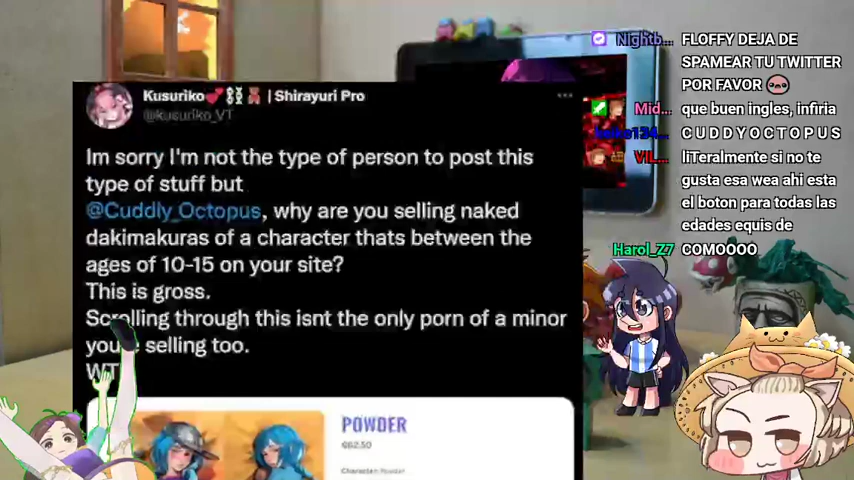 Kusuriko | Shirayuri Pro
@kusuriko_VT
Im sorry I'm not the type of person to post this
type of stuff but
@Cuddly_Octopus, why are you selling naked
dakimakuras of a character thats between the
ages of 10-15 on your site?
This is gross.
Scrolling through this isnt the only porn of a minor
selling too.
POWDER
Character Powder
Nightb... FLOFFY DEJA DE
SPAMEAR TU TWITTER
POR FAVOR
Mid... que buen ingles, infiria
C U D D Y O C T O P U S
VIL... liTeralmente si no te
gusta esa wea ahi esta
el boton para todas las
edades equis de
Harol_Z7 COMOOOO